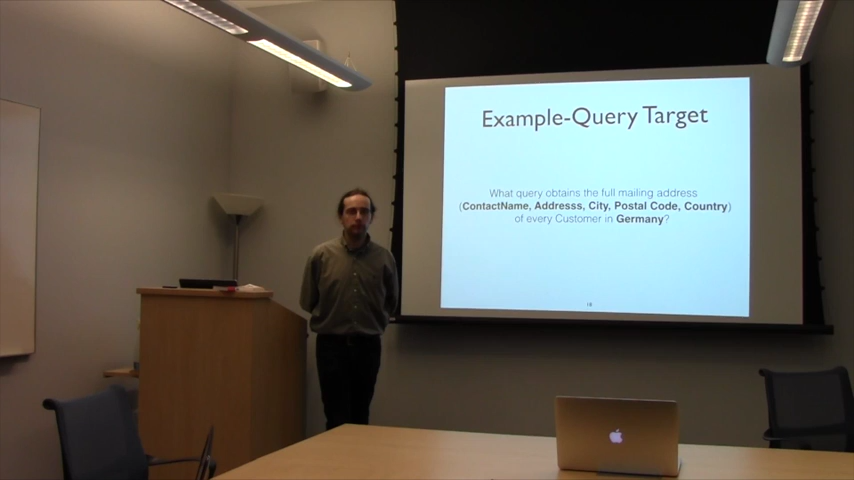 Example-Query Target
What query obtains the full mailing address
(ContactName, Addresss, City, Postal Code, Country)
of every Customer in Germany?
18